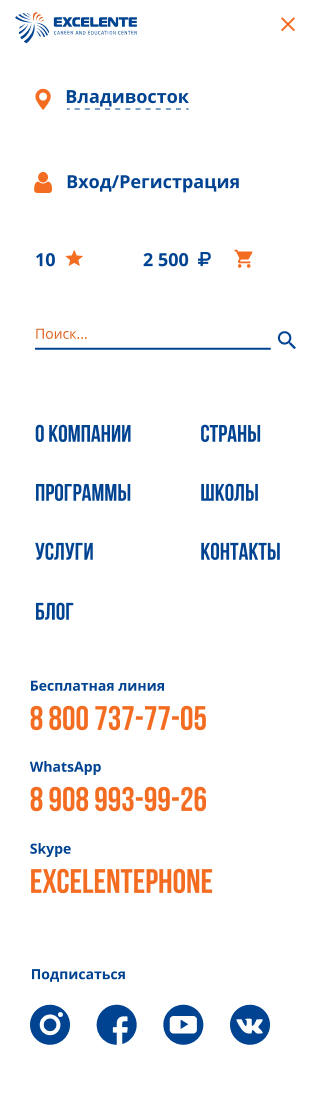 EXCELENTE
CAREER AND EDUCATION CENTER
Владивосток
Вход/Регистрация
10 2 500 ₽
Поиск...
О КОМПАНИИ СТРАНЫ
ПРОГРАММЫ ШКОЛЫ
УСЛУГИ КОНТАКТЫ
БЛОГ
Бесплатная линия
8 800 737-77-05
WhatsApp
8 908 993-99-26
Skype
EXCELENTEPHONE
Подписаться